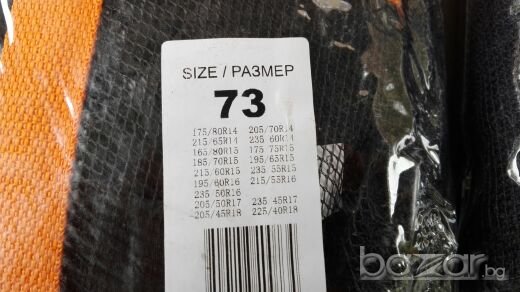 SIZE / РАЗМЕР
73
175/80R14 205/70R14
215/65R14 235/60R14
165/80R15 175/75R15
185/70R15 195/65R15
215/60R15 235/55R15
195/60R16 215/55R16
235/50R16
205/50R17 235/45R17
205/45R18 225/40R18
bazar.bg